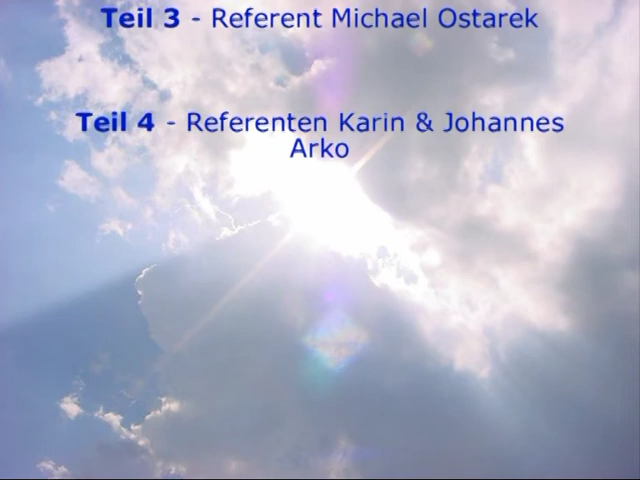 Teil 3 - Referent Michael Ostarek
Teil 4 - Referenten Karin & Johannes
Arko